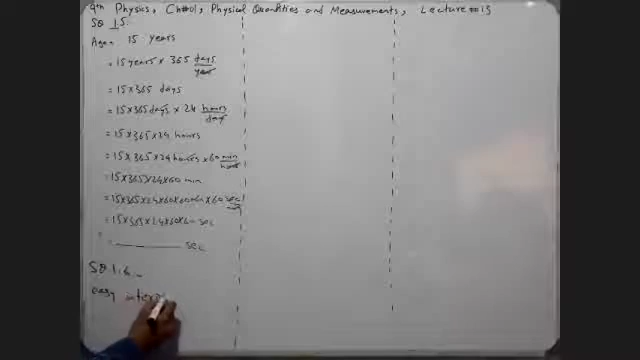 9th Physics, Ch#01, Physical Quantities and Measurements, Lecture #13
SQ 1.5.
Age = 15 years
= 15 years × 365 days/year
= 15×365 days
= 15×365 days × 24 hours/day
= 15×365×24 hours
= 15×365×24 hours × 60 min/hour
= 15×365×24×60 min
= 15×365×24×60 min × 60 sec/min
= 15×365×24×60×60 sec
= ________ sec
SQ 1.6.
easy